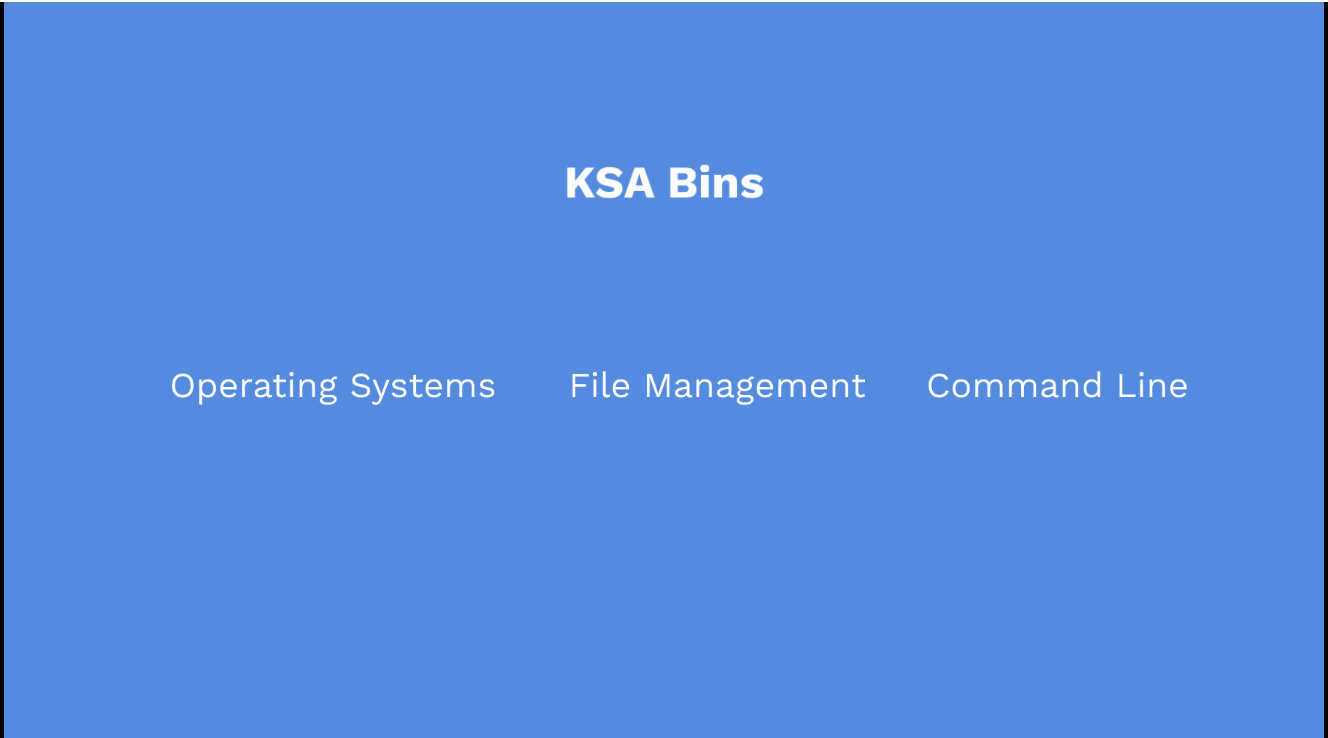 KSA Bins
Operating Systems File Management Command Line